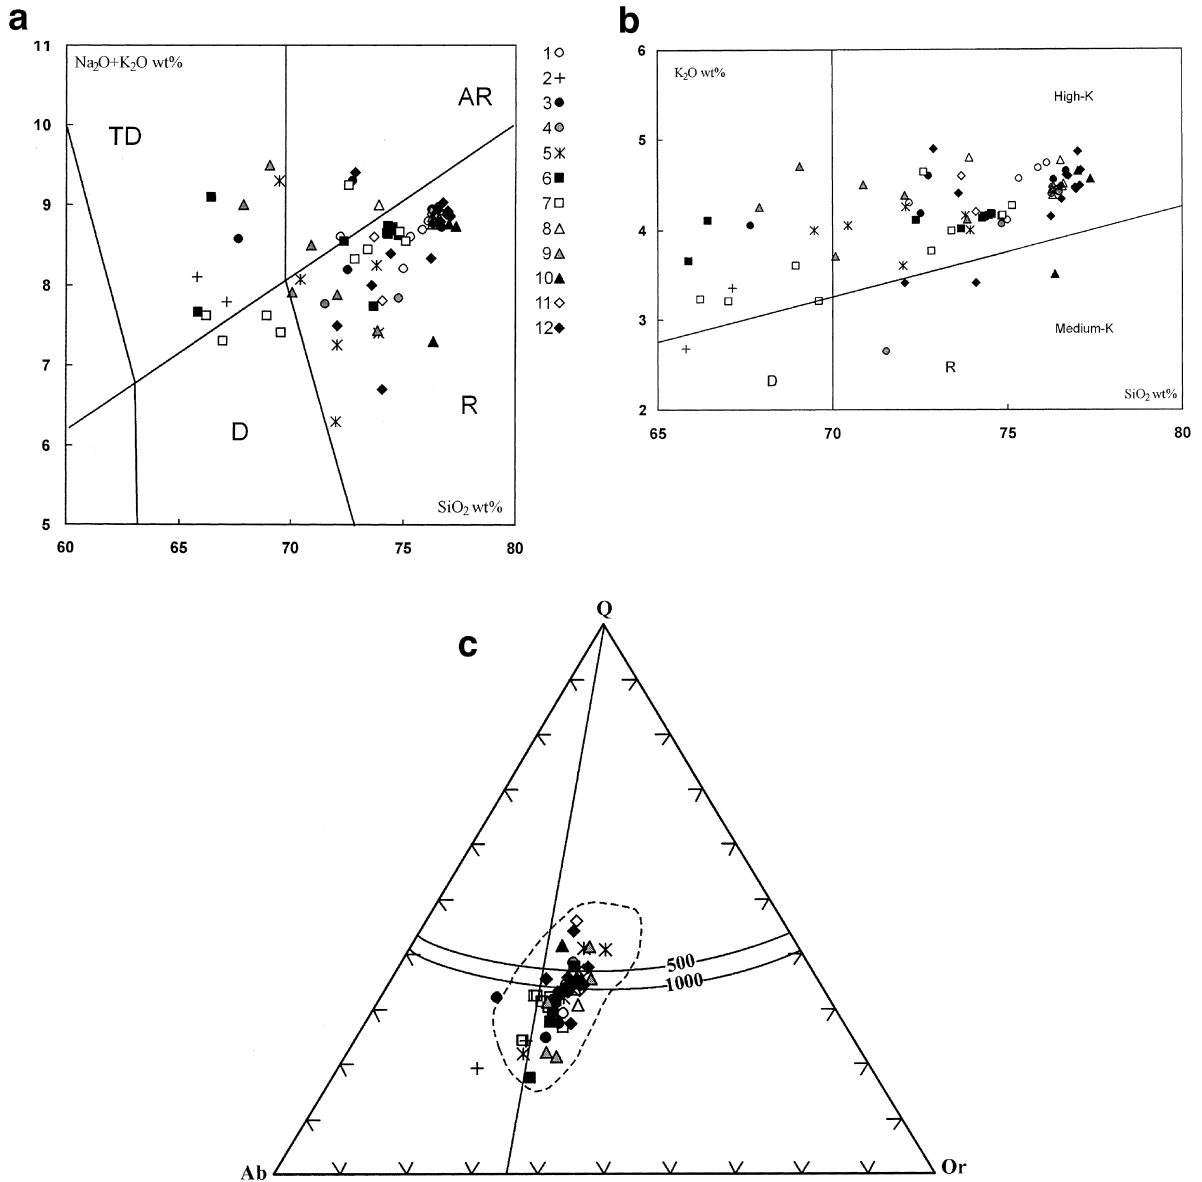 a
Na₂O+K₂O wt%
TD
AR
D
R
SiO₂ wt%
11
10
9
8
7
6
5
60 65 70 75 80
1
2
3
4
5
6
7
8
9
10
11
12
b
K₂O wt%
High-K
Medium-K
D
R
SiO₂ wt%
6
5
4
3
2
65 70 75 80
c
Q
500
1000
Ab
Or